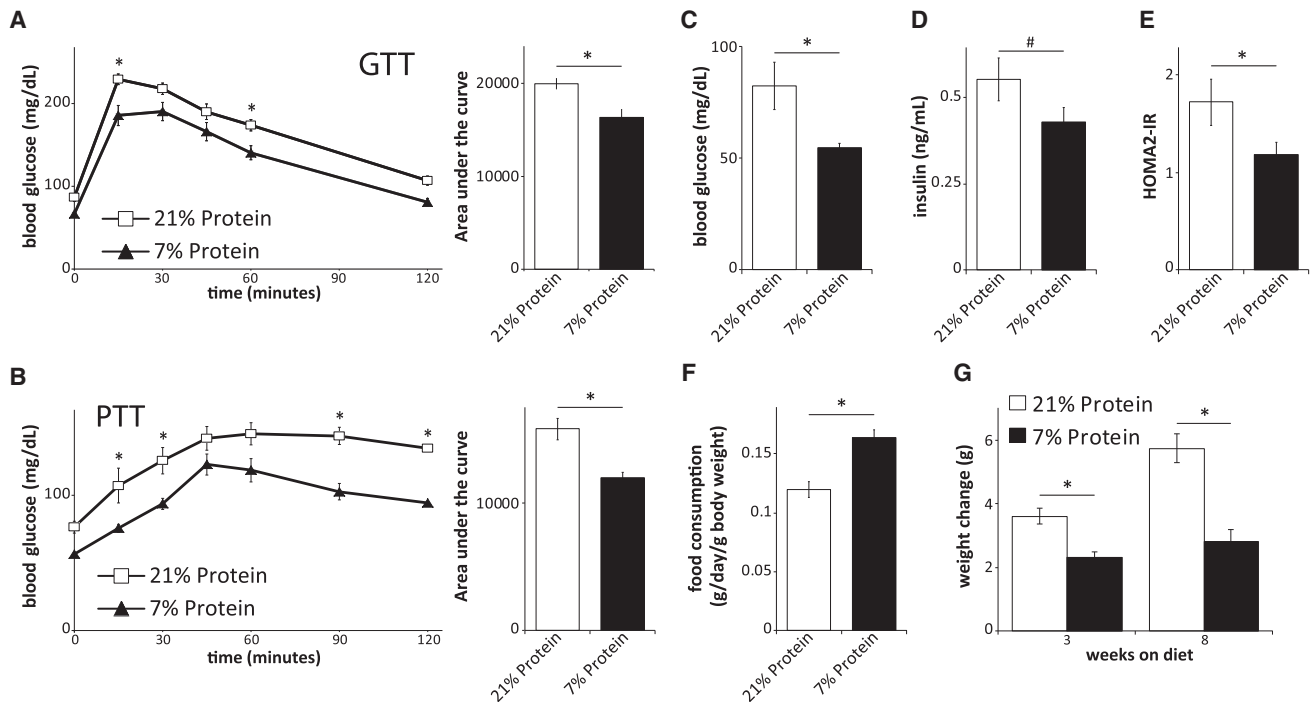 A
GTT
blood glucose (mg/dL)
200
100
0
*
*
21% Protein
7% Protein
0 30 60 90 120
time (minutes)
Area under the curve
20000
10000
0
*
21% Protein
7% Protein
C
blood glucose (mg/dL)
100
50
0
*
21% Protein
7% Protein
D
insulin (ng/mL)
0.5
0.25
0
#
21% Protein
7% Protein
E
HOMA2-IR
2
1
0
*
21% Protein
7% Protein
B
PTT
blood glucose (mg/dL)
100
0
*
*
*
*
21% Protein
7% Protein
0 30 60 90 120
time (minutes)
Area under the curve
10000
0
*
21% Protein
7% Protein
F
food consumption
(g/day/g body weight)
0.15
0.1
0.05
0
*
21% Protein
7% Protein
G
21% Protein
7% Protein
weight change (g)
6
4
2
0
*
*
3 8
weeks on diet